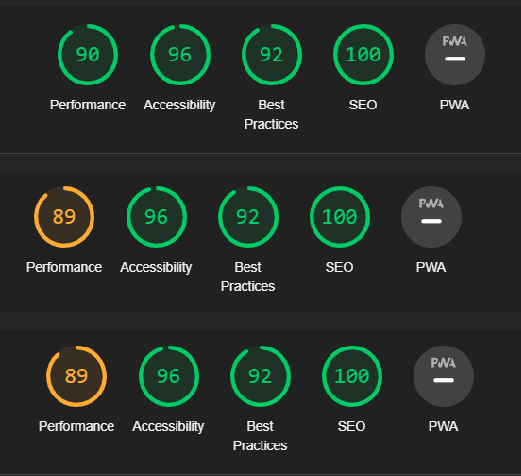 90 96 92 100 PWA
Performance Accessibility Best Practices SEO PWA
89 96 92 100 PWA
Performance Accessibility Best Practices SEO PWA
89 96 92 100 PWA
Performance Accessibility Best Practices SEO PWA